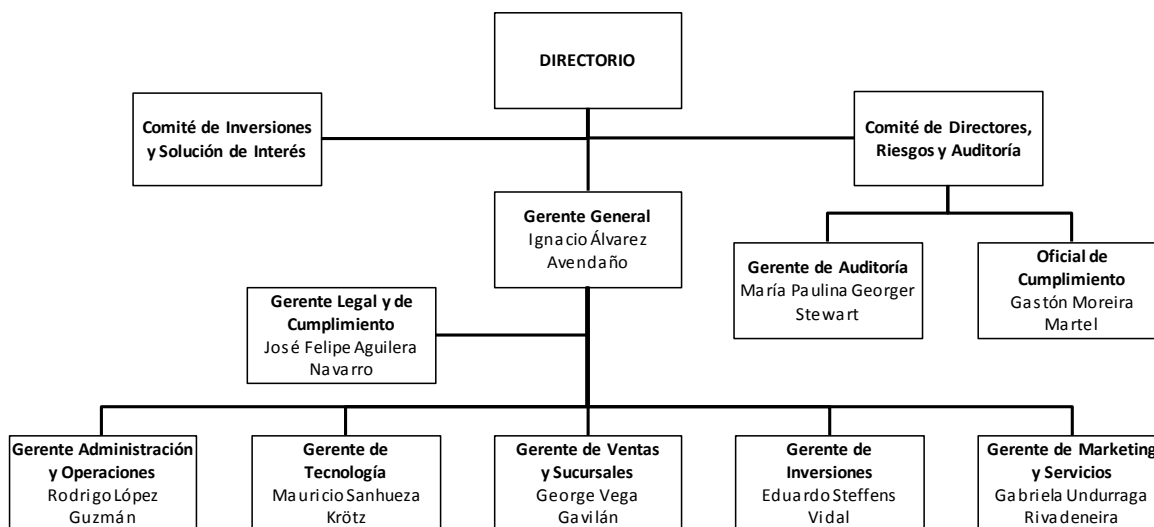 DIRECTORIO
Comité de Inversiones
y Solución de Interés
Comité de Directores,
Riesgos y Auditoría
Gerente General
Ignacio Álvarez
Avendaño
Gerente de Auditoría
María Paulina Georger
Stewart
Oficial de
Cumplimiento
Gastón Moreira
Martel
Gerente Legal y de
Cumplimiento
José Felipe Aguilera
Navarro
Gerente Administración
y Operaciones
Rodrigo López
Guzmán
Gerente de
Tecnología
Mauricio Sanhueza
Krötz
Gerente de Ventas
y Sucursales
George Vega
Gavilán
Gerente de
Inversiones
Eduardo Steffens
Vidal
Gerente de Marketing
y Servicios
Gabriela Undurraga
Rivadeneira